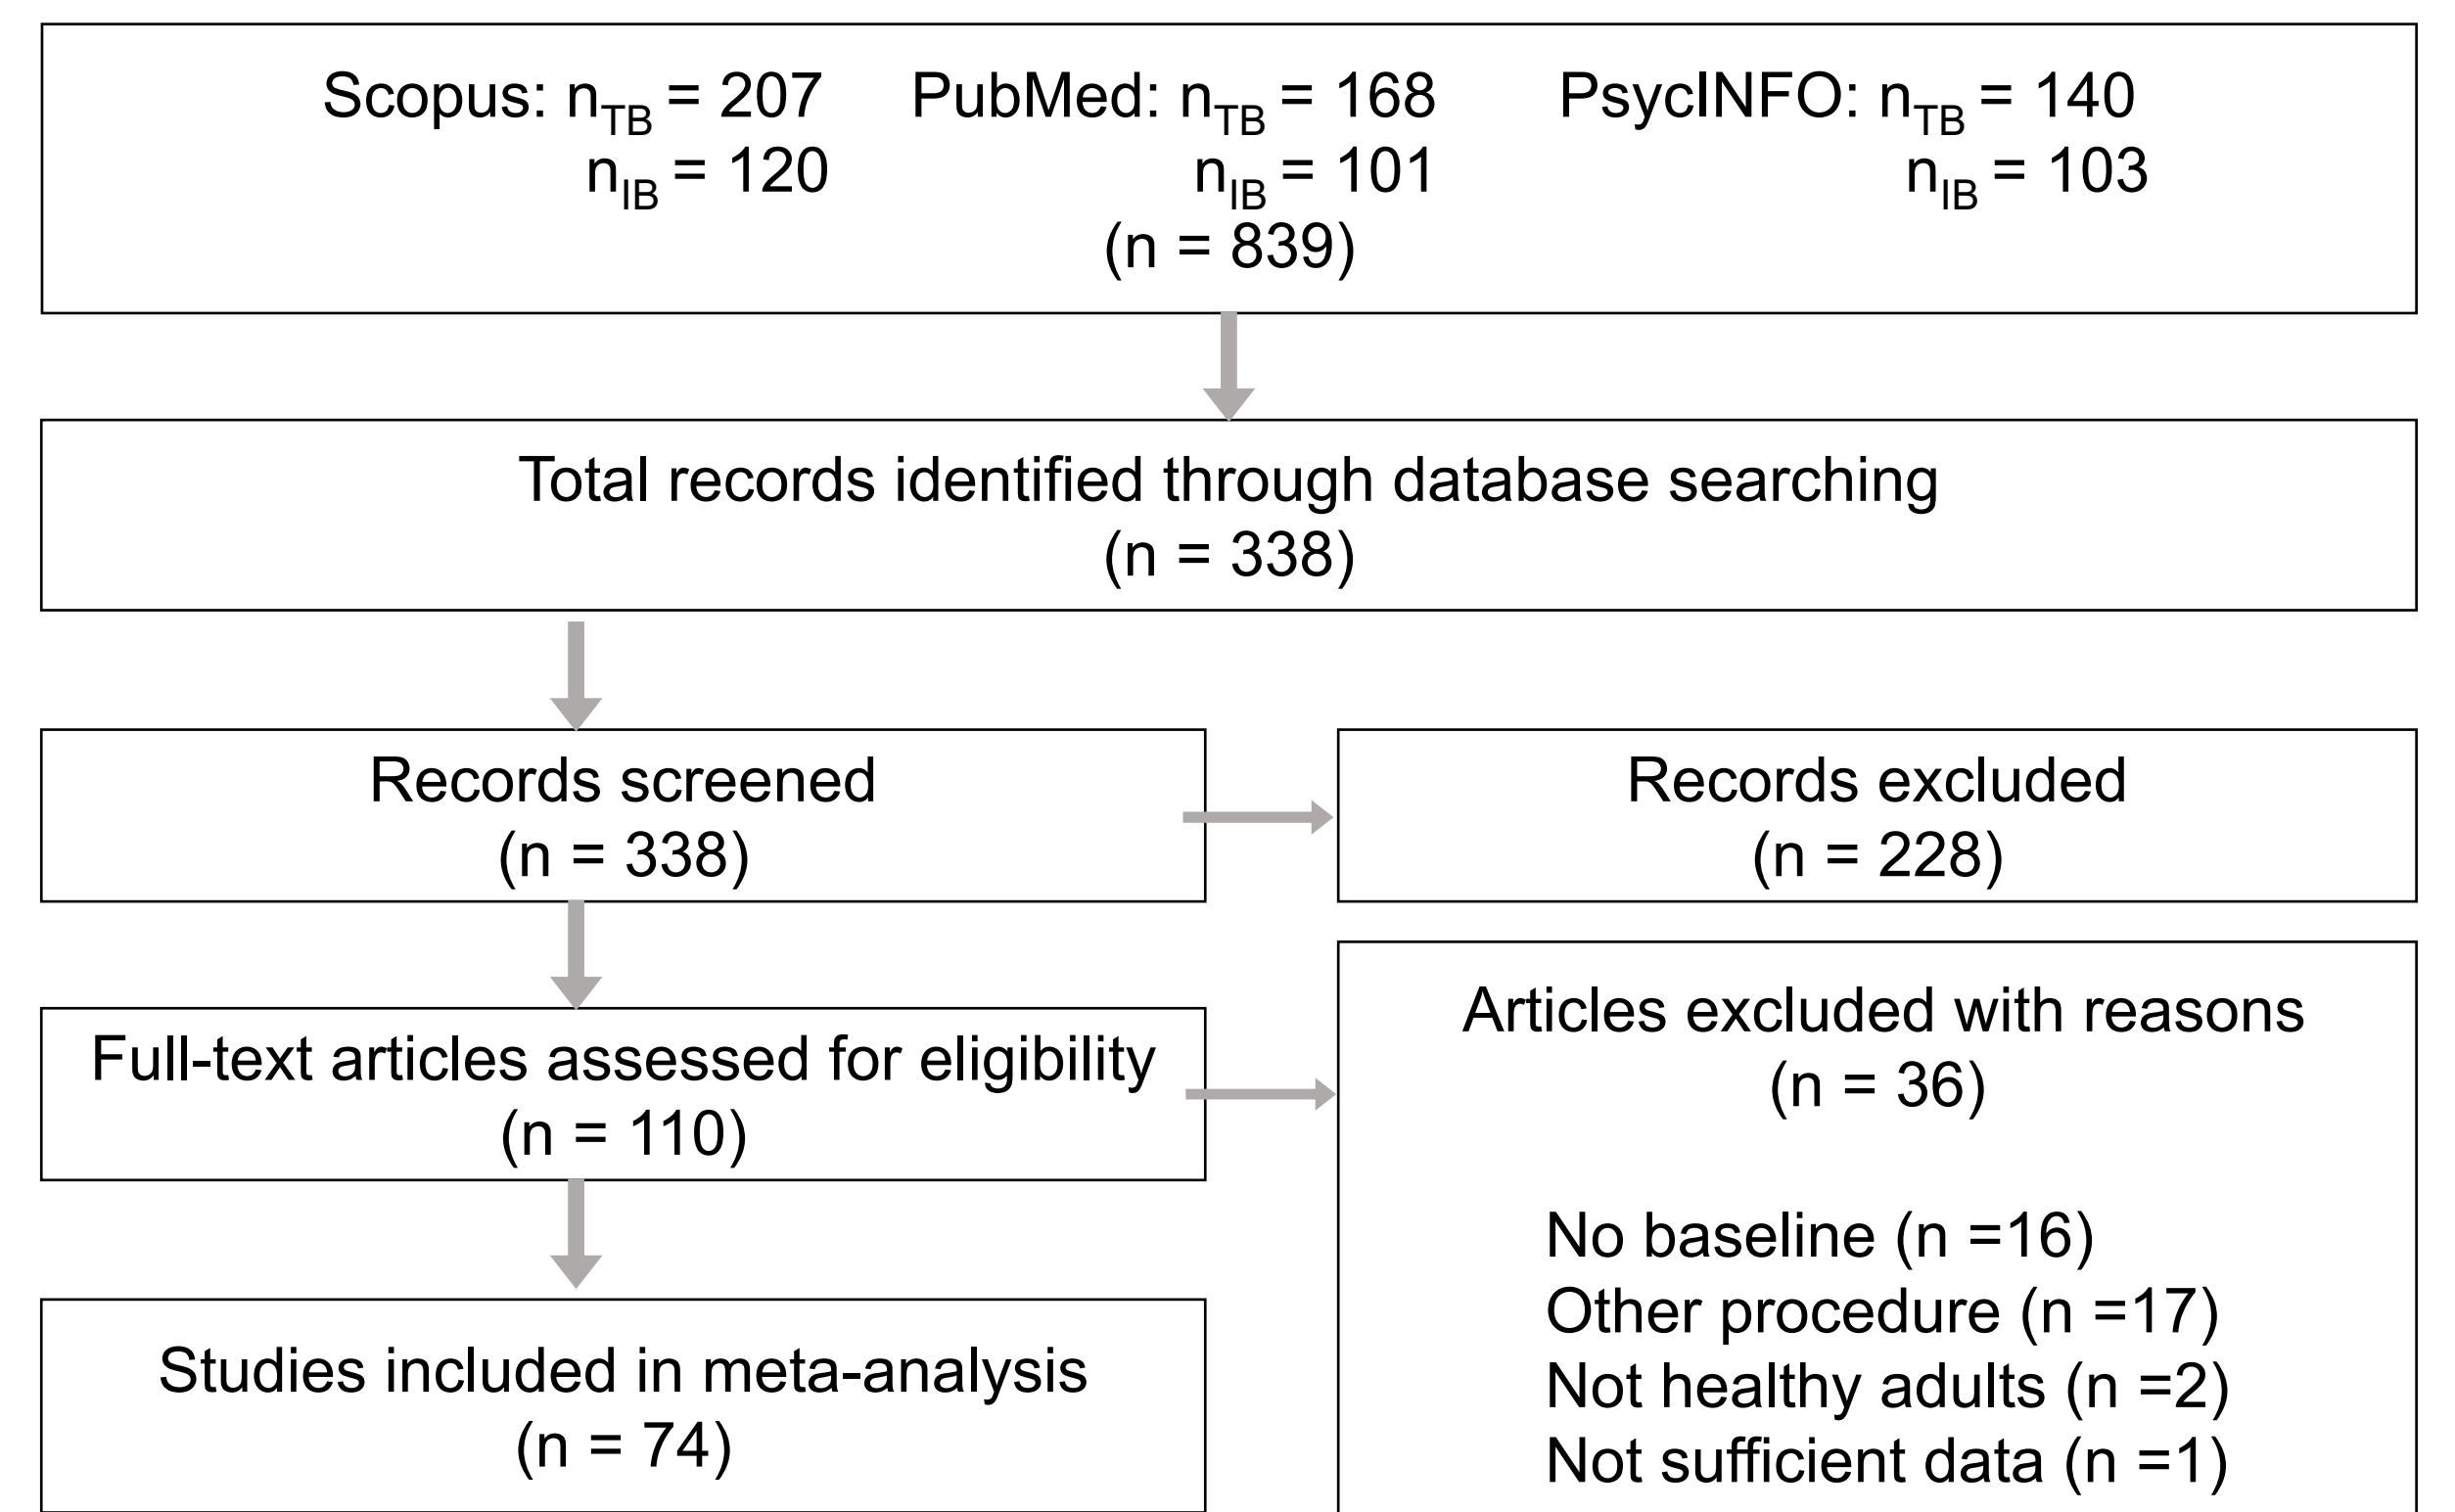 Scopus: nTB = 207 PubMed: nTB = 168 PsycINFO: nTB = 140
nIB = 120 nIB = 101 nIB = 103
(n = 839)
Total records identified through database searching
(n = 338)
Records screened
(n = 338)
Records excluded
(n = 228)
Full-text articles assessed for eligibility
(n = 110)
Articles excluded with reasons
(n = 36)
No baseline (n =16)
Other procedure (n =17)
Not healthy adults (n =2)
Not sufficient data (n =1)
Studies included in meta-analysis
(n = 74)